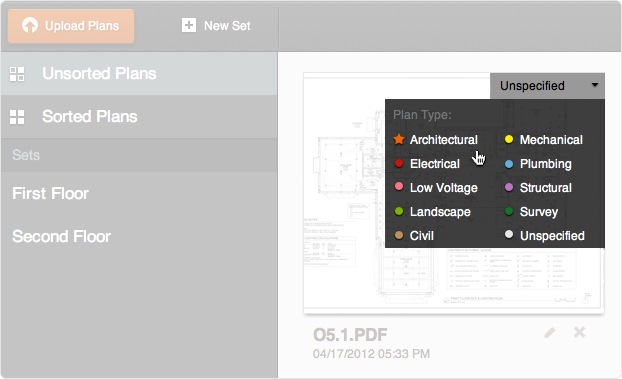 Upload Plans
New Set
Unsorted Plans
Sorted Plans
Sets
First Floor
Second Floor
Unspecified
Plan Type:
Architectural
Mechanical
Electrical
Plumbing
Low Voltage
Structural
Landscape
Survey
Civil
Unspecified
O5.1.PDF
04/17/2012 05:33 PM